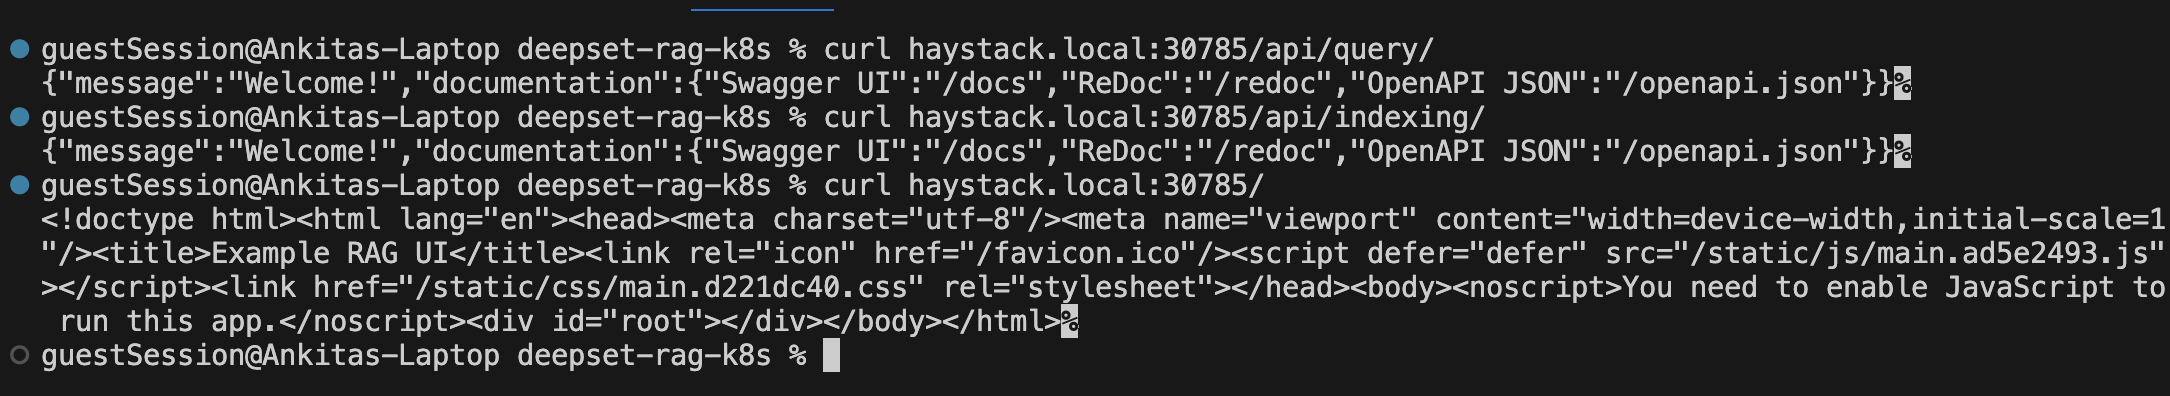 guestSession@Ankitas-Laptop deepset-rag-k8s % curl haystack.local:30785/api/query/
{"message":"Welcome!","documentation":{"Swagger UI":"/docs","ReDoc":"/redoc","OpenAPI JSON":"/openapi.json"}}%
guestSession@Ankitas-Laptop deepset-rag-k8s % curl haystack.local:30785/api/indexing/
{"message":"Welcome!","documentation":{"Swagger UI":"/docs","ReDoc":"/redoc","OpenAPI JSON":"/openapi.json"}}%
guestSession@Ankitas-Laptop deepset-rag-k8s % curl haystack.local:30785/
<!doctype html><html lang="en"><head><meta charset="utf-8"/><meta name="viewport" content="width=device-width,initial-scale=1
"/><title>Example RAG UI</title><link rel="icon" href="/favicon.ico"/><script defer="defer" src="/static/js/main.ad5e2493.js"
></script><link href="/static/css/main.d221dc40.css" rel="stylesheet"></head><body><noscript>You need to enable JavaScript to
 run this app.</noscript><div id="root"></div></body></html>%
guestSession@Ankitas-Laptop deepset-rag-k8s %